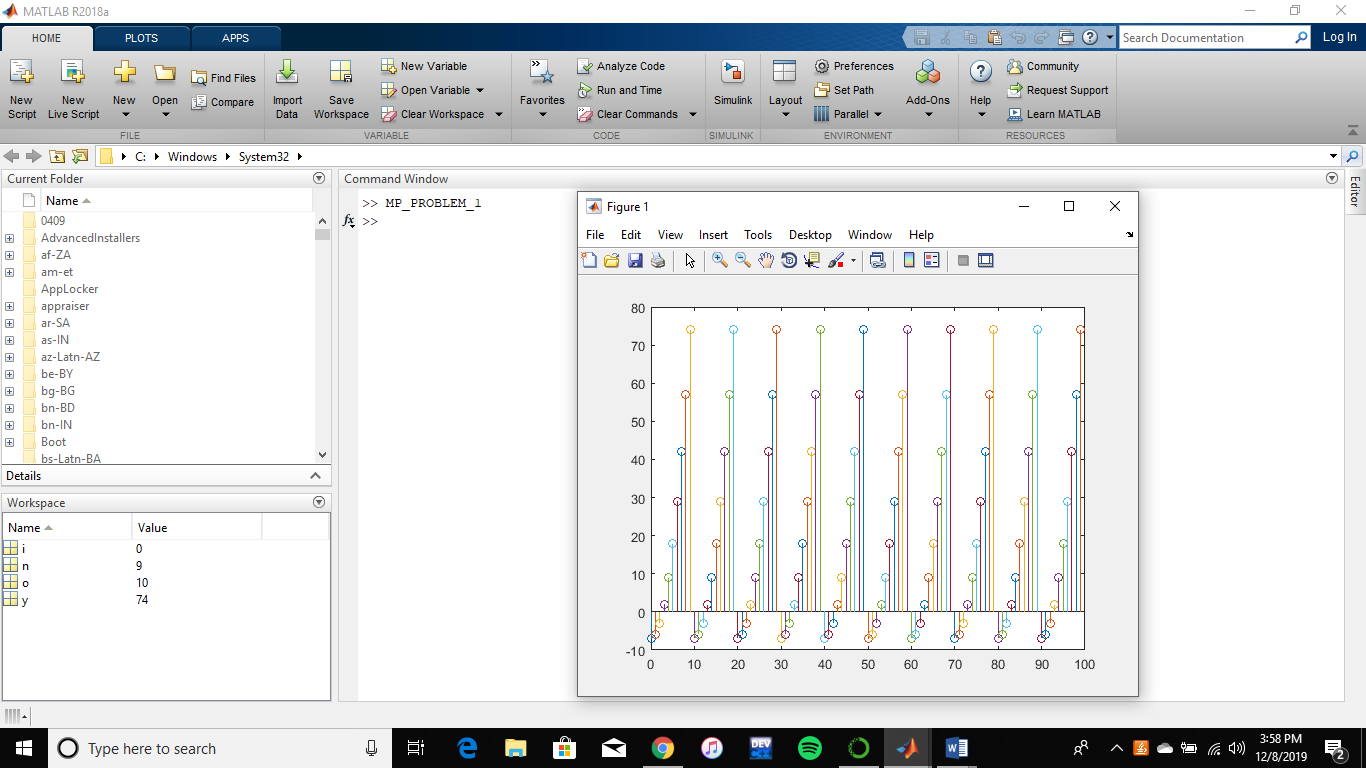 MATLAB R2018a
HOME PLOTS APPS
Search Documentation
Log In
New Script
New Live Script
New
Open
Find Files
Compare
FILE
Import Data
Save Workspace
New Variable
Open Variable
Clear Workspace
VARIABLE
Favorites
Analyze Code
Run and Time
Clear Commands
CODE
Simulink
SIMULINK
Layout
Preferences
Set Path
Parallel
Add-Ons
ENVIRONMENT
Help
Community
Request Support
Learn MATLAB
RESOURCES
C: Windows System32
Current Folder
Name
0409
AdvancedInstallers
af-ZA
am-et
AppLocker
appraiser
ar-SA
as-IN
az-Latn-AZ
be-BY
bg-BG
bn-BD
bn-IN
Boot
bs-Latn-BA
Details
Workspace
Name Value
i 0
n 9
o 10
y 74
Command Window
>> MP_PROBLEM_1
fx >>
Editor
Figure 1
File Edit View Insert Tools Desktop Window Help
80
70
60
50
40
30
20
10
0
-10
0 10 20 30 40 50 60 70 80 90 100
Type here to search
DEV
3:58 PM
12/8/2019
2